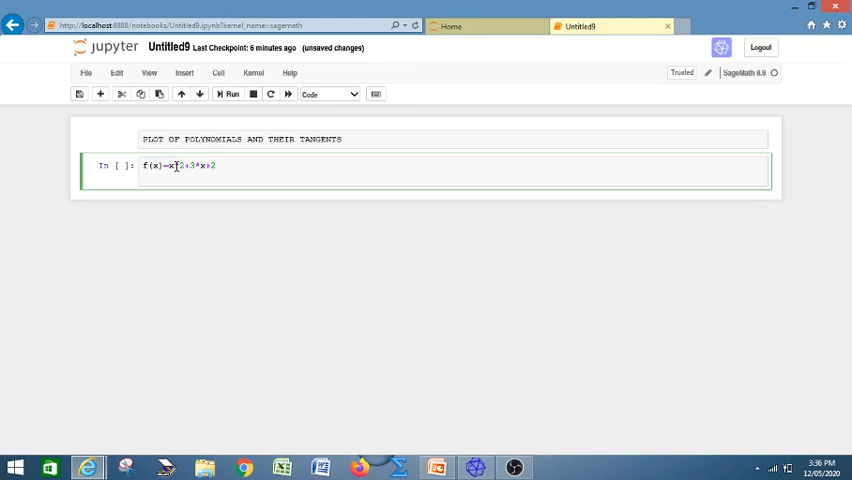 http://localhost:8888/notebooks/Untitled9.ipynb?kernel_name=sagemath
Home
Untitled9
jupyter Untitled9 Last Checkpoint: 6 minutes ago (unsaved changes)
Logout
File Edit View Insert Cell Kernel Help
Trusted
SageMath 8.9
Run
Code
PLOT OF POLYNOMIALS AND THEIR TANGENTS
In [ ]: f(x)=x^2+3*x+2
3:36 PM
12/05/2020